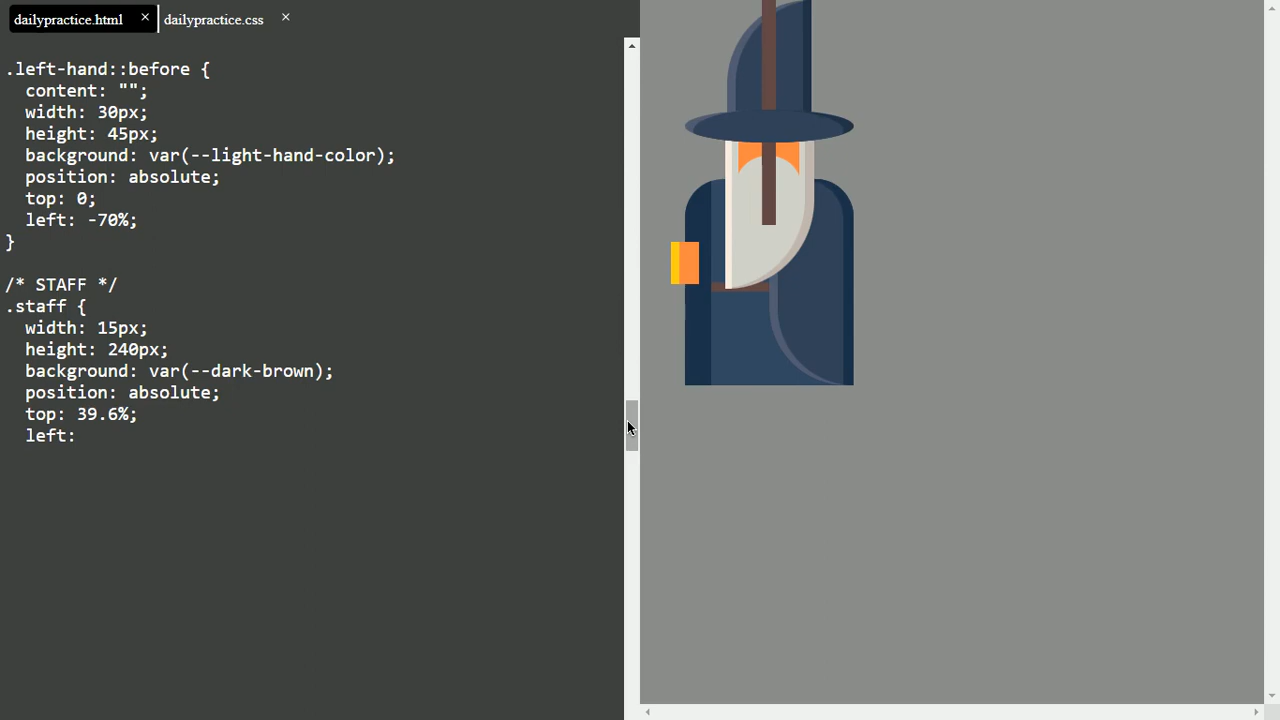 dailypractice.html × dailypractice.css ×
.left-hand::before {
  content: "";
  width: 30px;
  height: 45px;
  background: var(--light-hand-color);
  position: absolute;
  top: 0;
  left: -70%;
}
/* STAFF */
.staff {
  width: 15px;
  height: 240px;
  background: var(--dark-brown);
  position: absolute;
  top: 39.6%;
  left: